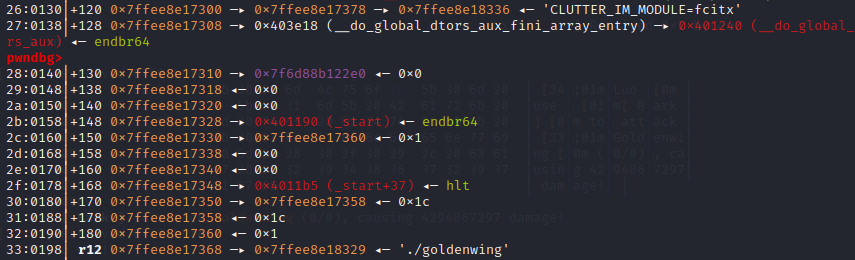 26:0130│+120 0×7ffee8e17300 —▸ 0×7ffee8e17378 —▸ 0×7ffee8e18336 ◂— 'CLUTTER_IM_MODULE=fcitx'
27:0138│+128 0×7ffee8e17308 —▸ 0×403e18 (__do_global_dtors_aux_fini_array_entry) —▸ 0×401240 (__do_global_
rs_aux) ◂— endbr64
pwndbg>
28:0140│+130 0×7ffee8e17310 —▸ 0×7f6d88b122e0 ◂— 0×0
29:0148│+138 0×7ffee8e17318 ◂— 0×0
2a:0150│+140 0×7ffee8e17320 ◂— 0×0
2b:0158│+148 0×7ffee8e17328 —▸ 0×401190 (_start) ◂— endbr64
2c:0160│+150 0×7ffee8e17330 —▸ 0×7ffee8e17360 ◂— 0×1
2d:0168│+158 0×7ffee8e17338 ◂— 0×0
2e:0170│+160 0×7ffee8e17340 ◂— 0×0
2f:0178│+168 0×7ffee8e17348 —▸ 0×4011b5 (_start+37) ◂— hlt
30:0180│+170 0×7ffee8e17350 —▸ 0×7ffee8e17358 ◂— 0×1c
31:0188│+178 0×7ffee8e17358 ◂— 0×1c
32:0190│+180 0×7ffee8e17360 ◂— 0×1
33:0198│ r12 0×7ffee8e17368 —▸ 0×7ffee8e18329 ◂— './goldenwing'